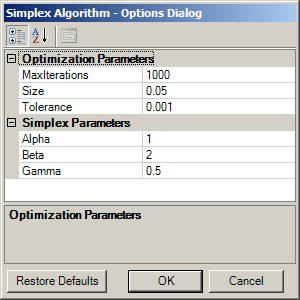 Simplex Algorithm - Options Dialog
A
Z
Optimization Parameters
MaxIterations 1000
Size 0.05
Tolerance 0.001
Simplex Parameters
Alpha 1
Beta 2
Gamma 0.5
Optimization Parameters
Restore Defaults OK Cancel